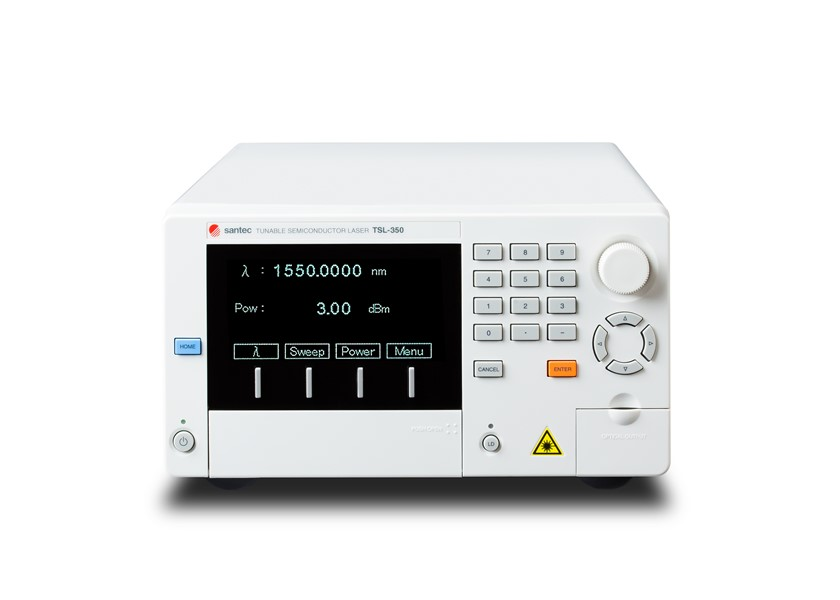 santec TUNABLE SEMICONDUCTOR LASER TSL-350
λ : 1550.0000 nm
Pow : 3.00 dBm
λ Sweep Power Menu
HOME
7 8 9
4 5 6
1 2 3
0 . −
CANCEL ENTER
LD